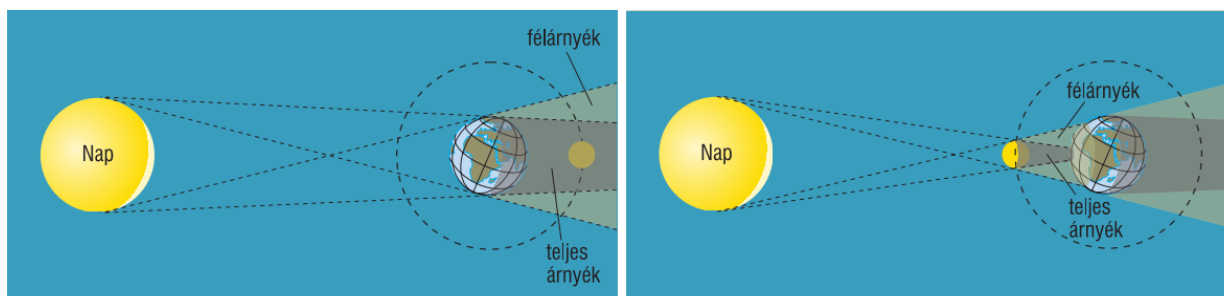 félárnyék
Nap
teljes
árnyék
félárnyék
Nap
teljes
árnyék